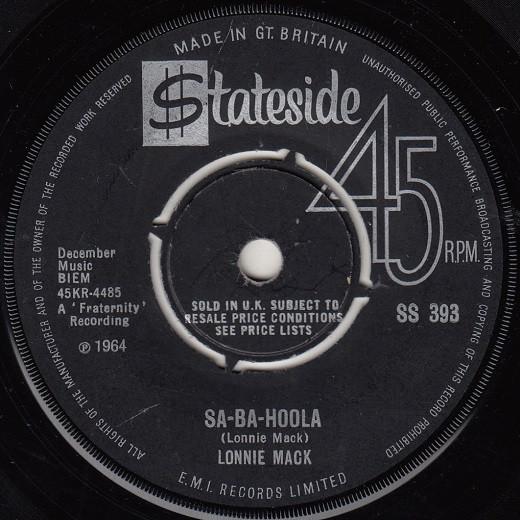 MADE IN GT. BRITAIN
UNAUTHORISED PUBLIC PERFORMANCE BROADCASTING AND COPYING OF THIS RECORD PROHIBITED
ALL RIGHTS OF THE MANUFACTURER AND OF THE OWNER OF THE RECORDED WORK RESERVED
$tateside
45 R.P.M.
December
Music
BIEM
45KR-4485
A 'Fraternity'
Recording
℗ 1964
SOLD IN U.K. SUBJECT TO
RESALE PRICE CONDITIONS
SEE PRICE LISTS
SS 393
SA-BA-HOOLA
(Lonnie Mack)
LONNIE MACK
E.M.I. RECORDS LIMITED